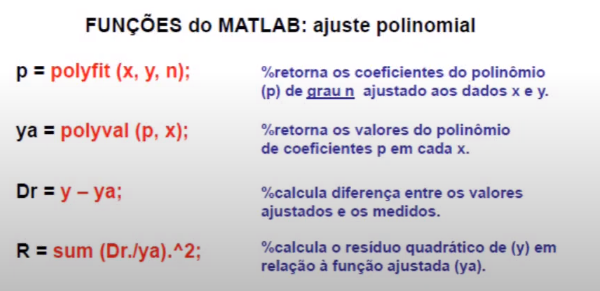 FUNÇÕES do MATLAB: ajuste polinomial
p = polyfit (x, y, n);
%retorna os coeficientes do polinômio
(p) de grau n ajustado aos dados x e y.
ya = polyval (p, x);
%retorna os valores do polinômio
de coeficientes p em cada x.
Dr = y – ya;
%calcula diferença entre os valores
ajustados e os medidos.
R = sum (Dr./ya).^2;
%calcula o resíduo quadrático de (y) em
relação à função ajustada (ya).